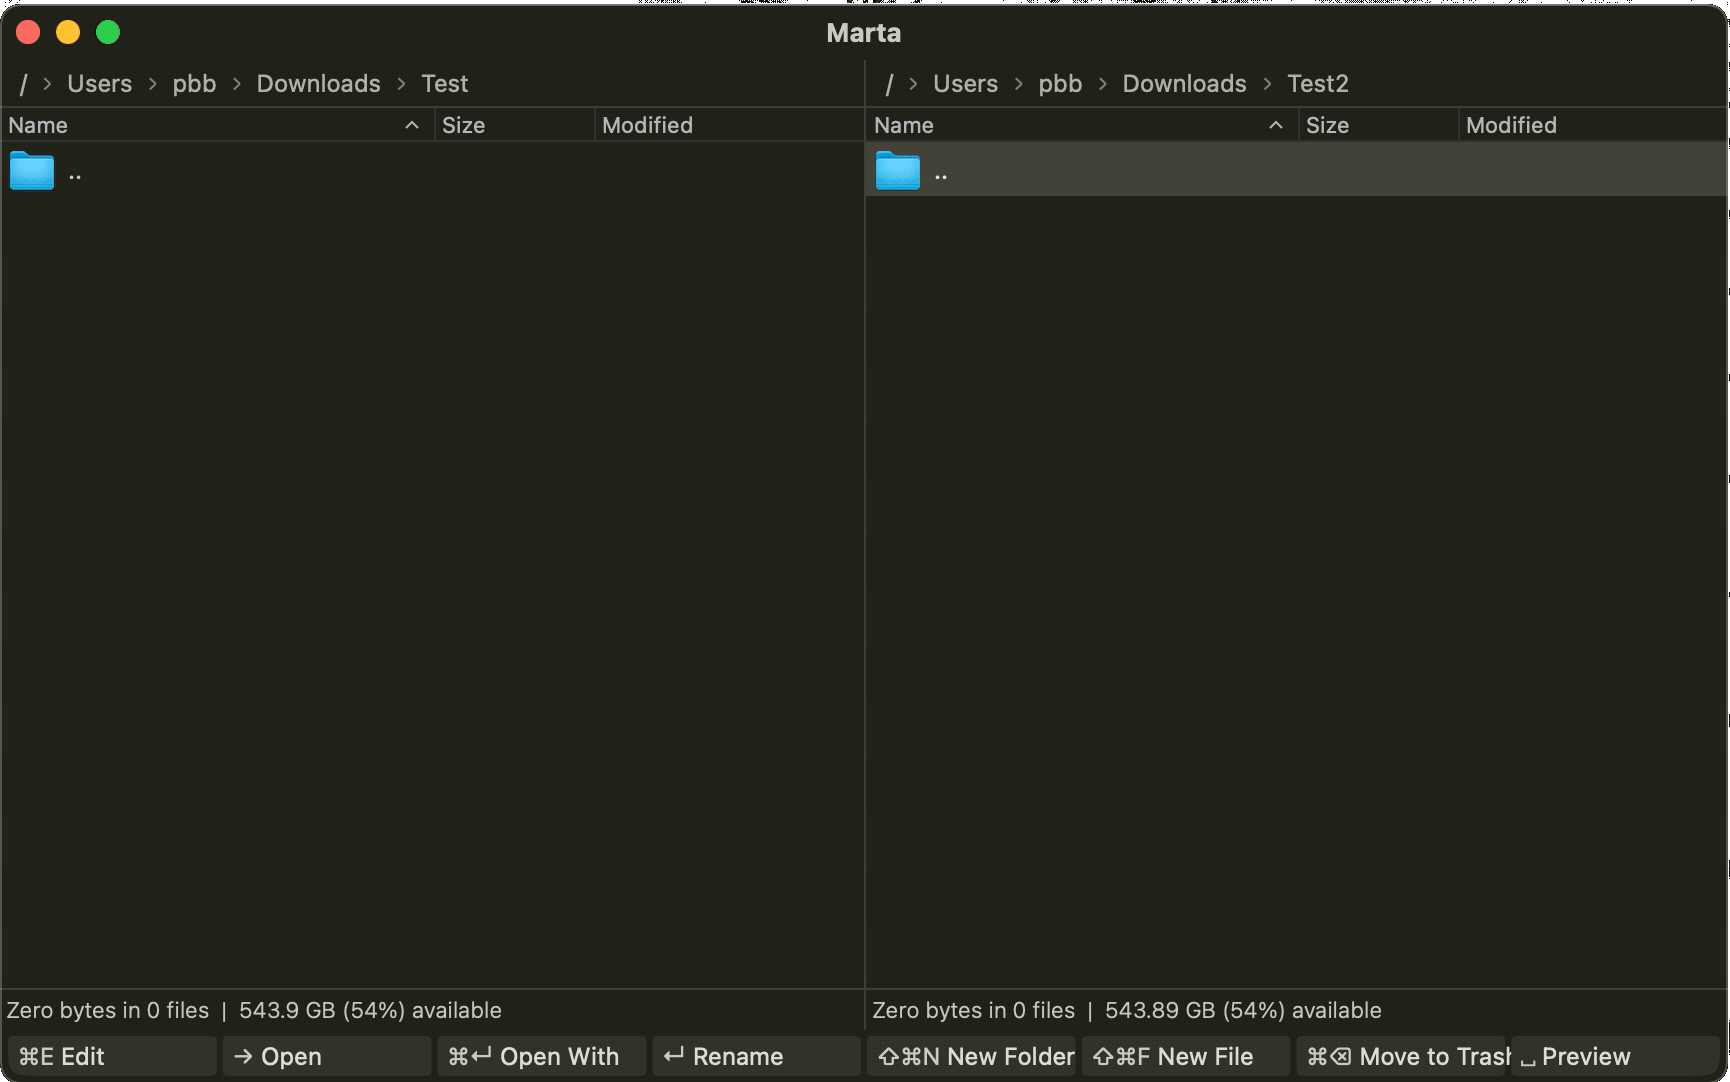 Marta
/ > Users > pbb > Downloads > Test
/ > Users > pbb > Downloads > Test2
Name Size Modified
Name Size Modified
..
..
Zero bytes in 0 files | 543.9 GB (54%) available
Zero bytes in 0 files | 543.89 GB (54%) available
⌘E Edit
→ Open
⌘↵ Open With
↵ Rename
⇧⌘N New Folder
⇧⌘F New File
⌘⌫ Move to Trash
⎵ Preview